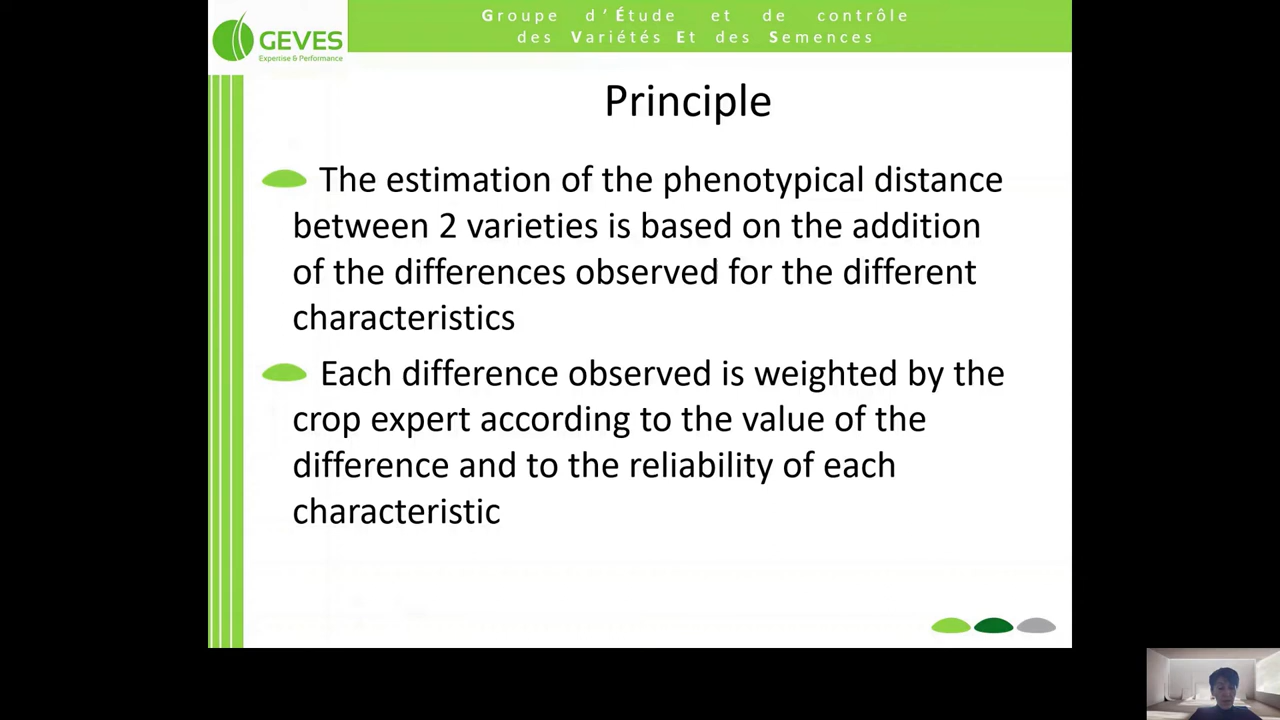 GEVES
Expertise & Performance
Groupe d'Étude et de contrôle
des Variétés Et des Semences
Principle
The estimation of the phenotypical distance
between 2 varieties is based on the addition
of the differences observed for the different
characteristics
Each difference observed is weighted by the
crop expert according to the value of the
difference and to the reliability of each
characteristic